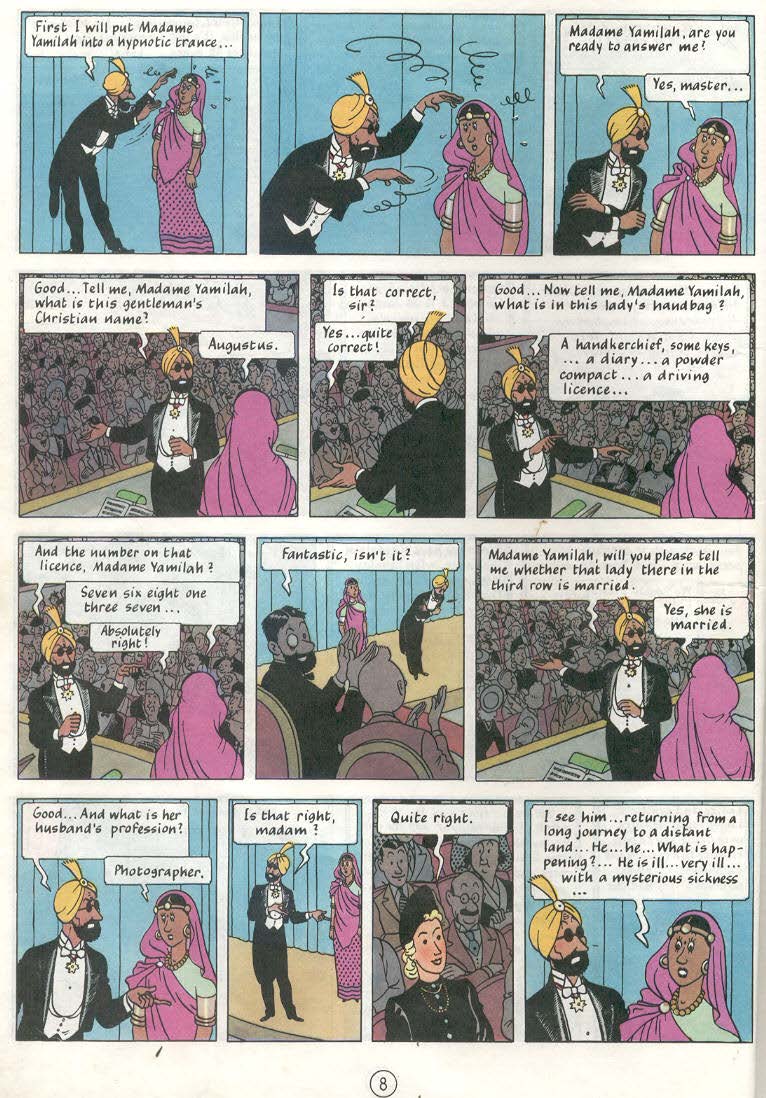 First I will put Madame
Yamilah into a hypnotic trance...
Madame Yamilah, are you
ready to answer me?
Yes, master...
Good...Tell me, Madame Yamilah,
what is this gentleman's
Christian name?
Augustus.
Is that correct,
sir?
Yes...quite
correct!
Good... Now tell me, Madame Yamilah,
what is in this lady's handbag?
A handkerchief, some keys,
... a diary... a powder
compact... a driving
licence...
And the number on that
licence, Madame Yamilah?
Seven six eight one
three seven...
Absolutely
right!
Fantastic, isn't it?
Madame Yamilah, will you please tell
me whether that lady there in the
third row is married.
Yes, she is
married.
Good...And what is her
husband's profession?
Photographer.
Is that right,
madam?
Quite right.
I see him...returning from a
long journey to a distant
land... He...he...What is hap-
pening?... He is ill...very ill...
with a mysterious sickness
...
8